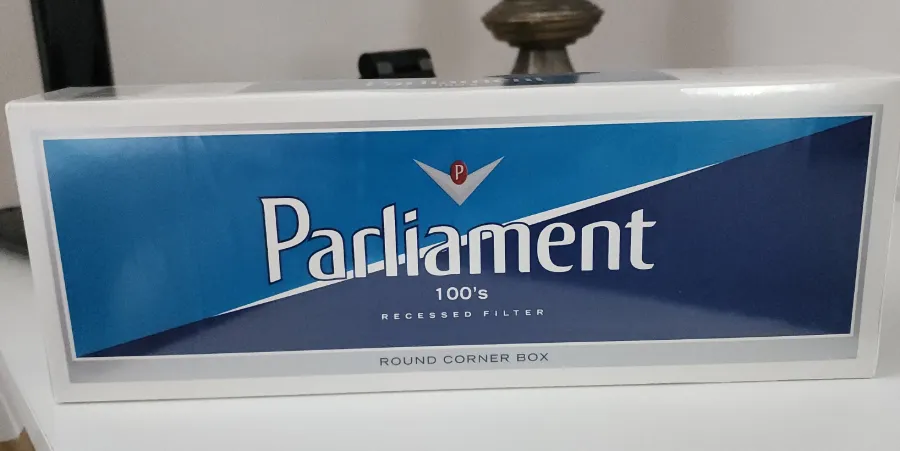 P
Parliament
100's
RECESSED FILTER
ROUND CORNER BOX